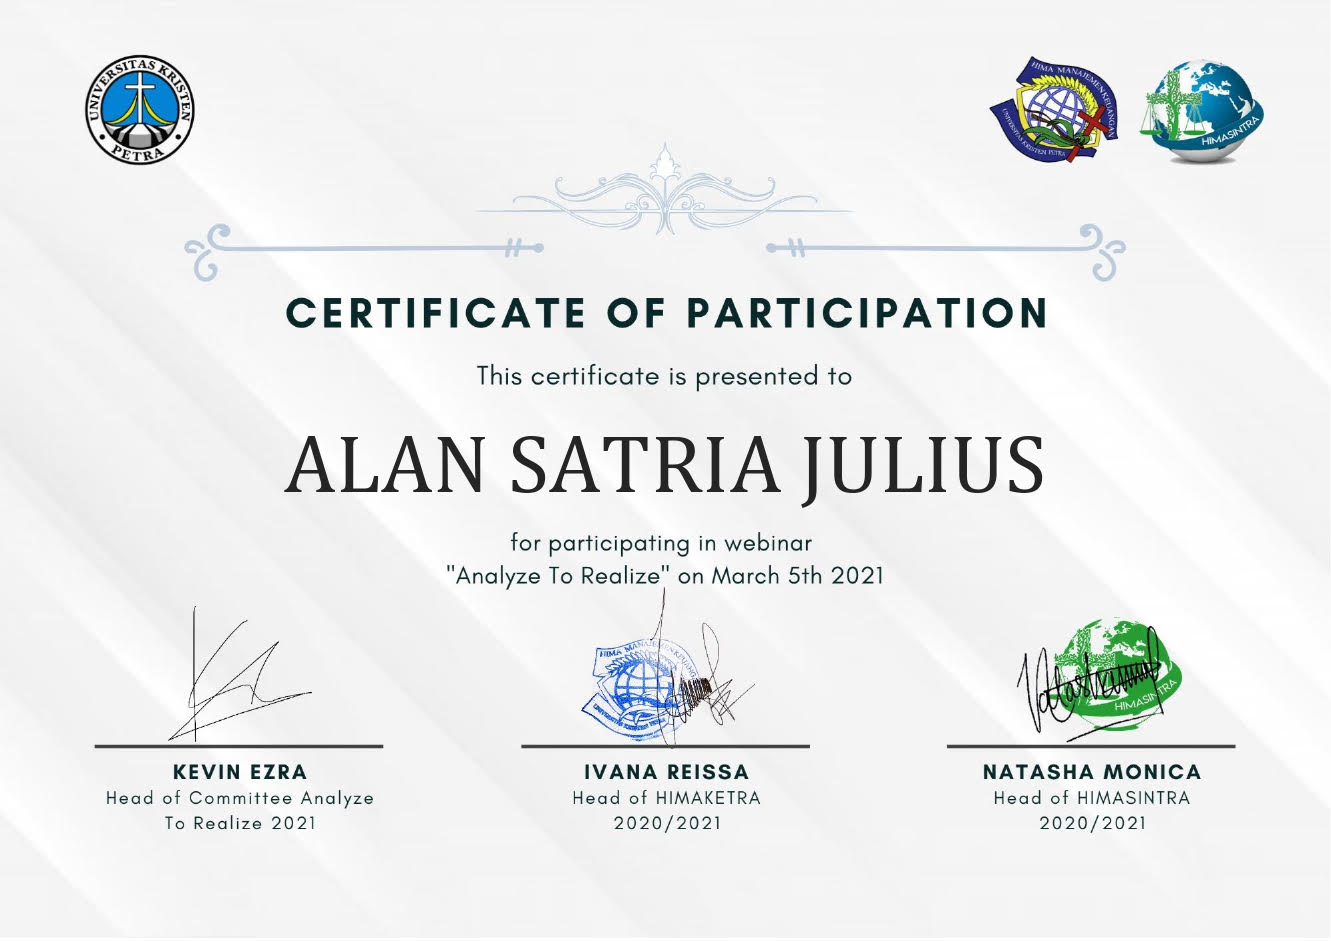 UNIVERSITAS KRISTEN
PETRA
HIMA MANAJEMEN KEUANGAN
UNIVERSITAS KRISTEN PETRA
HIMASINTRA
CERTIFICATE OF PARTICIPATION
This certificate is presented to
ALAN SATRIA JULIUS
for participating in webinar
"Analyze To Realize" on March 5th 2021
HIMA MANAJEMEN KEUANGAN
UNIVERSITAS KRISTEN PETRA
HIMASINTRA
KEVIN EZRA
Head of Committee Analyze
To Realize 2021
IVANA REISSA
Head of HIMAKETRA
2020/2021
NATASHA MONICA
Head of HIMASINTRA
2020/2021